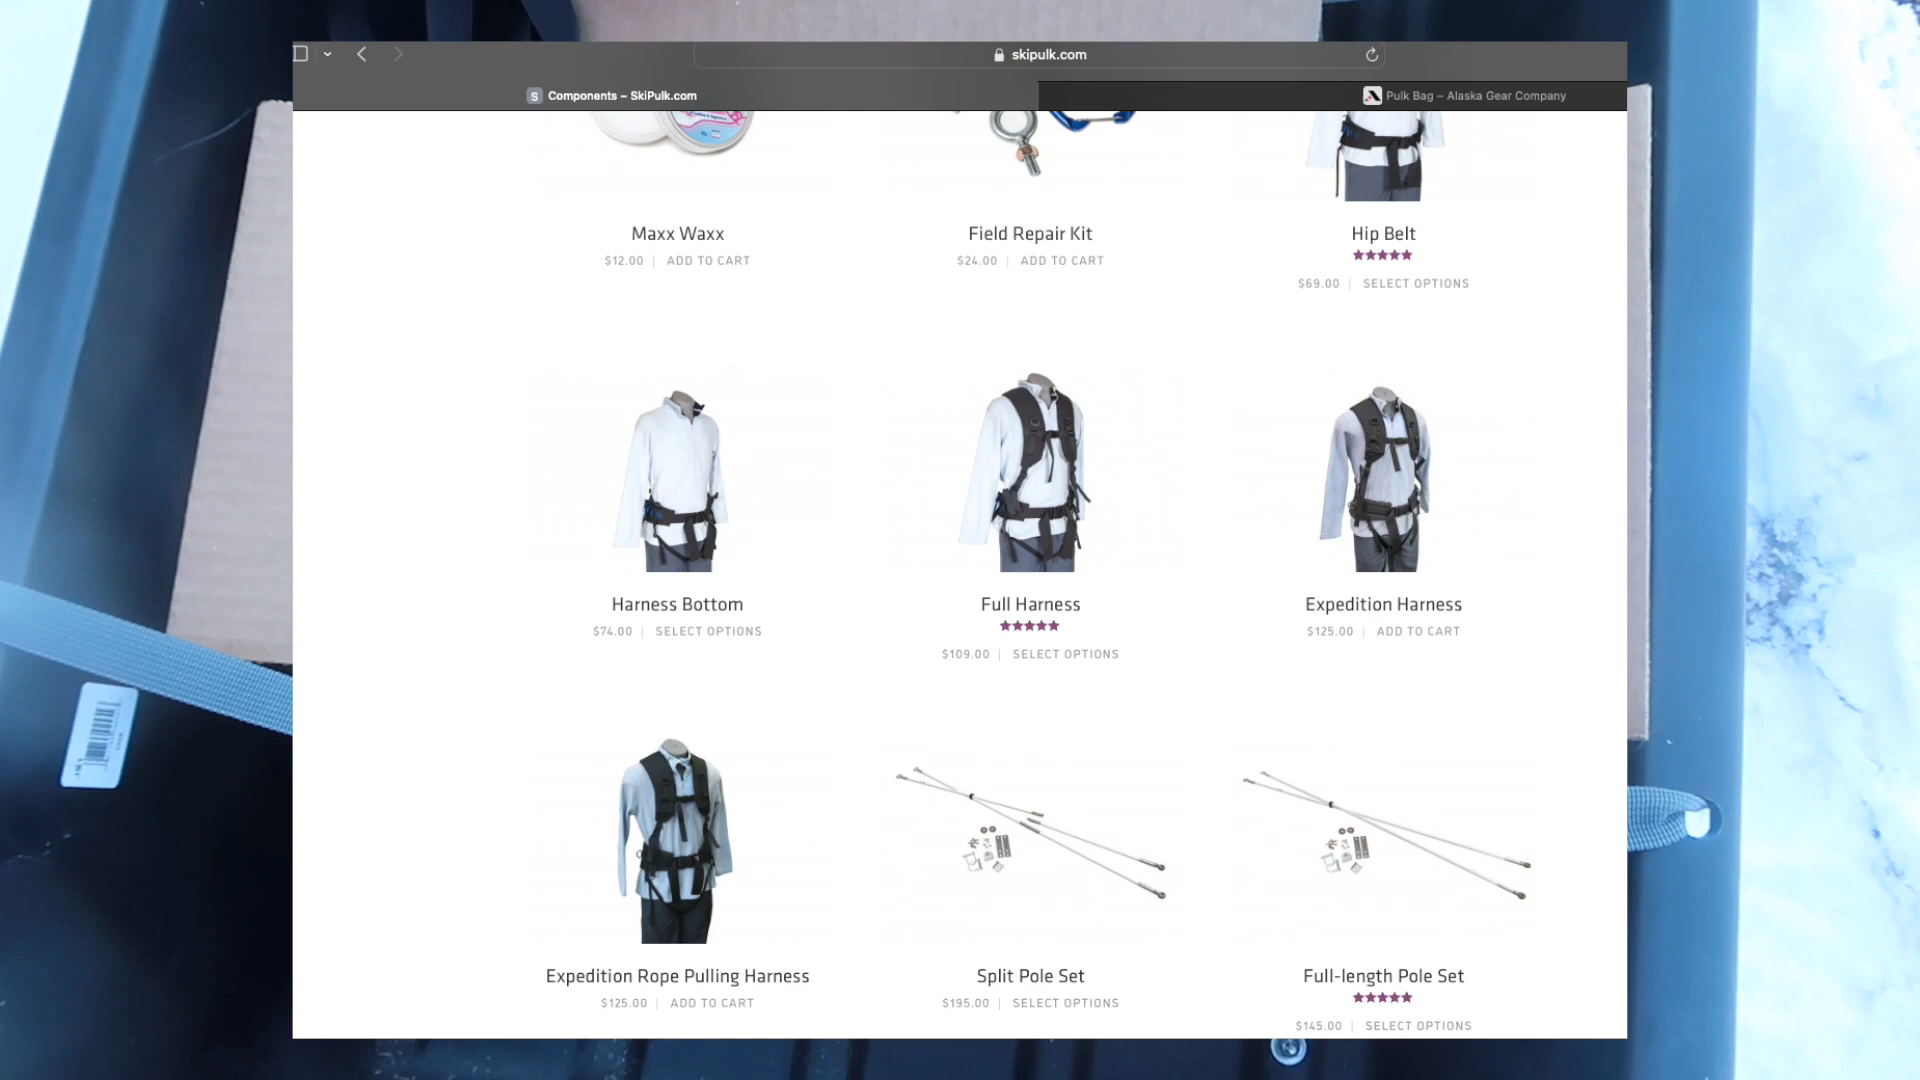 skipulk.com
S Components – SkiPulk.com
Pulk Bag – Alaska Gear Company
Maxx Waxx
$12.00 | ADD TO CART
Field Repair Kit
$24.00 | ADD TO CART
Hip Belt
$69.00 | SELECT OPTIONS
Harness Bottom
$74.00 | SELECT OPTIONS
Full Harness
$109.00 | SELECT OPTIONS
Expedition Harness
$125.00 | ADD TO CART
Expedition Rope Pulling Harness
$125.00 | ADD TO CART
Split Pole Set
$195.00 | SELECT OPTIONS
Full-length Pole Set
$145.00 | SELECT OPTIONS